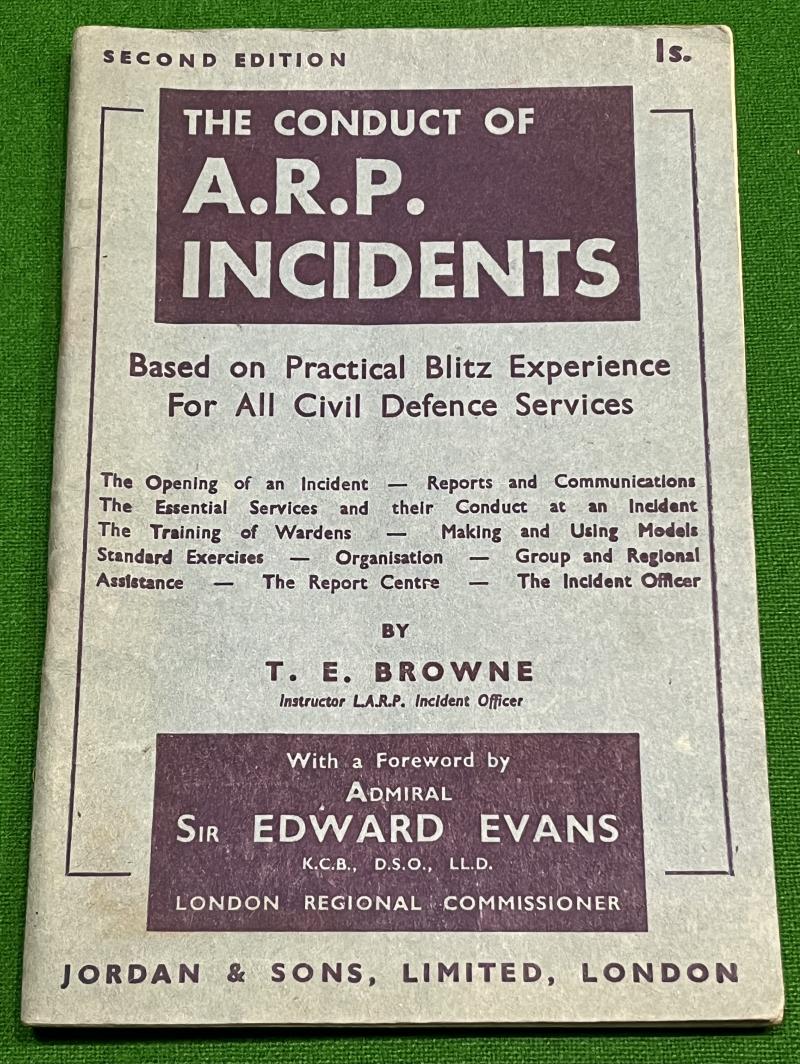 SECOND EDITION 1s.
THE CONDUCT OF
A.R.P.
INCIDENTS
Based on Practical Blitz Experience
For All Civil Defence Services
The Opening of an Incident — Reports and Communications
The Essential Services and their Conduct at an Incident
The Training of Wardens — Making and Using Models
Standard Exercises — Organisation — Group and Regional
Assistance — The Report Centre — The Incident Officer
BY
T. E. BROWNE
Instructor L.A.R.P. Incident Officer
With a Foreword by
ADMIRAL
SIR EDWARD EVANS
K.C.B., D.S.O., LL.D.
LONDON REGIONAL COMMISSIONER
JORDAN & SONS, LIMITED, LONDON